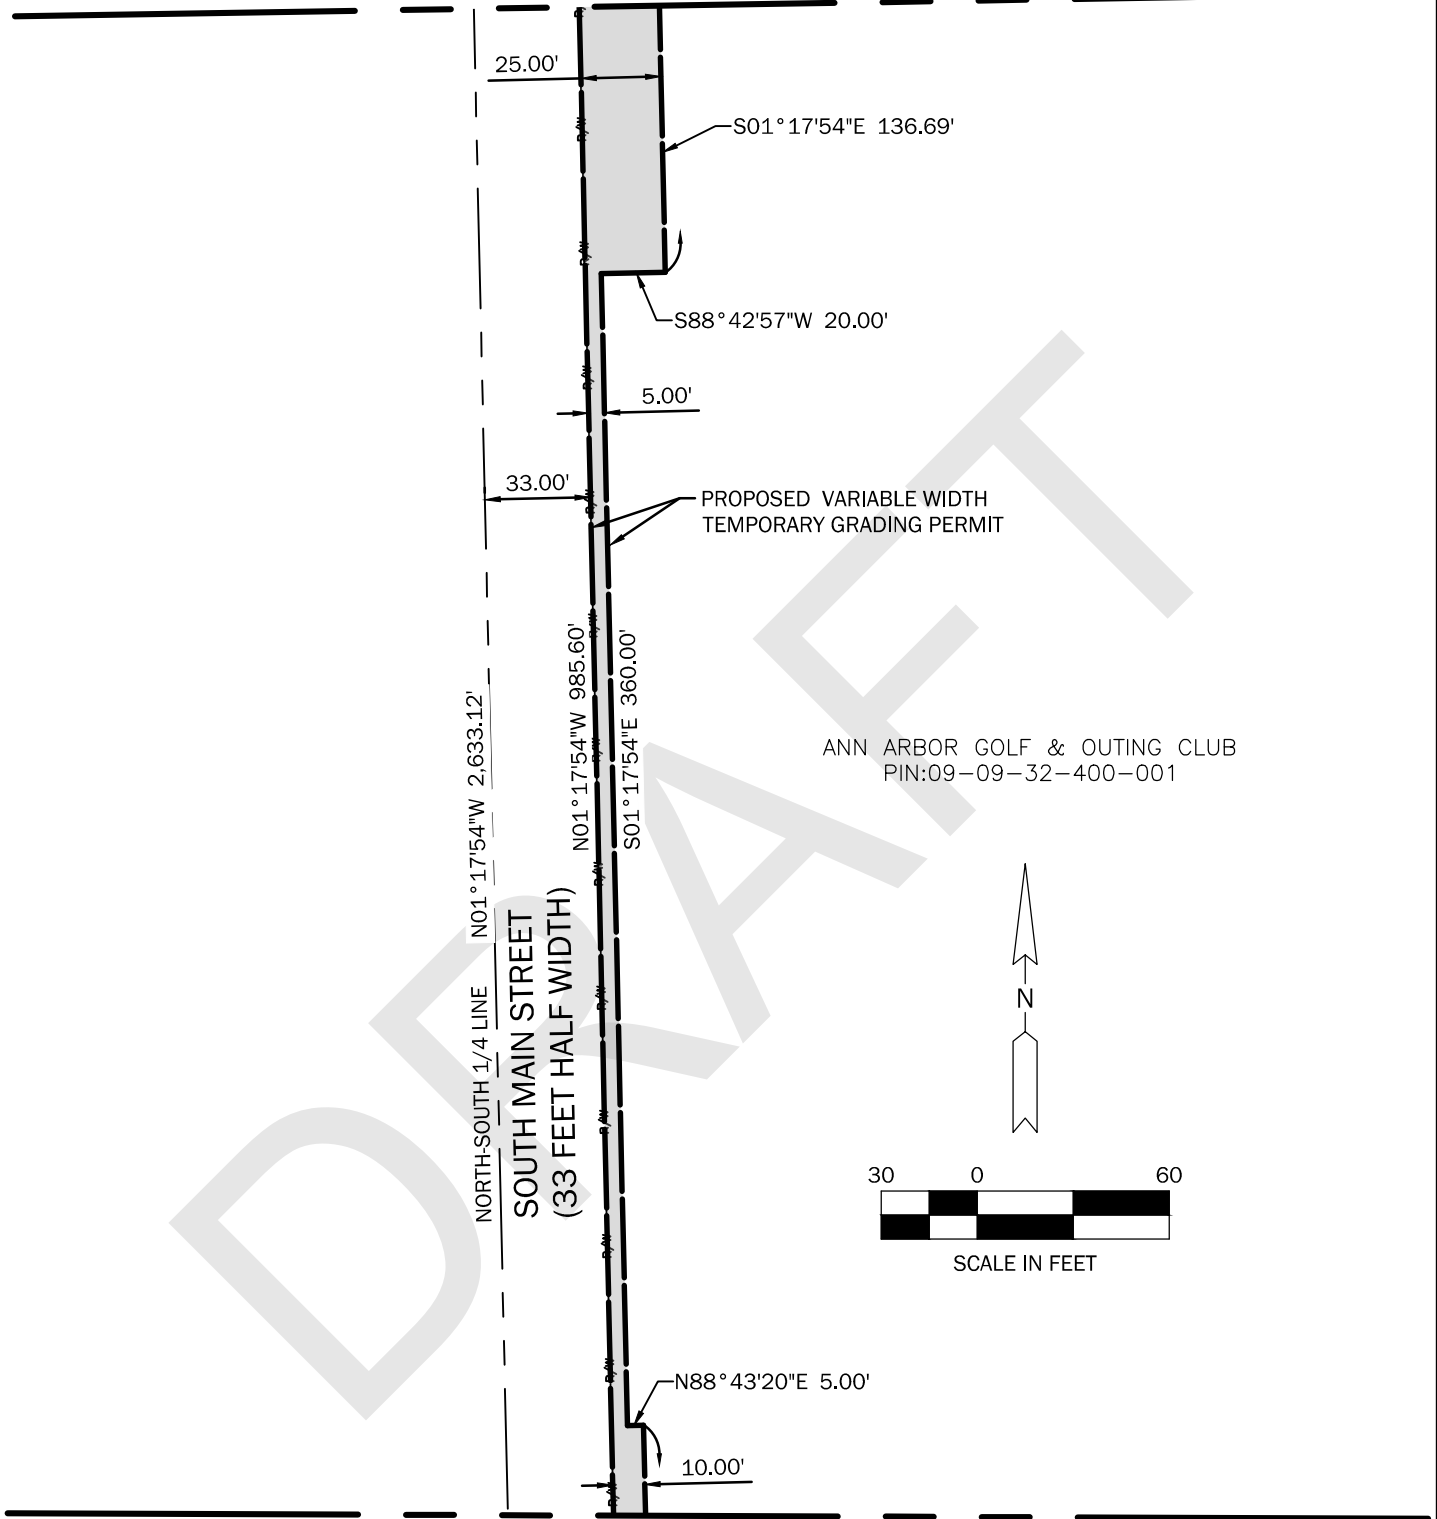 R/W
25.00'
S01°17'54"E 136.69'
R/W
R/W
S88°42'57"W 20.00'
R/W
5.00'
33.00'
R/W
PROPOSED VARIABLE WIDTH
TEMPORARY GRADING PERMIT
R/W
N01°17'54"W 985.60'
S01°17'54"E 360.00'
N01°17'54"W 2,633.12'
NORTH-SOUTH 1/4 LINE
R/W
ANN ARBOR GOLF & OUTING CLUB
PIN:09-09-32-400-001
R/W
SOUTH MAIN STREET
(33 FEET HALF WIDTH)
R/W
N
R/W
30 0 60
SCALE IN FEET
R/W
R/W
N88°43'20"E 5.00'
10.00'
R/W
DRAFT